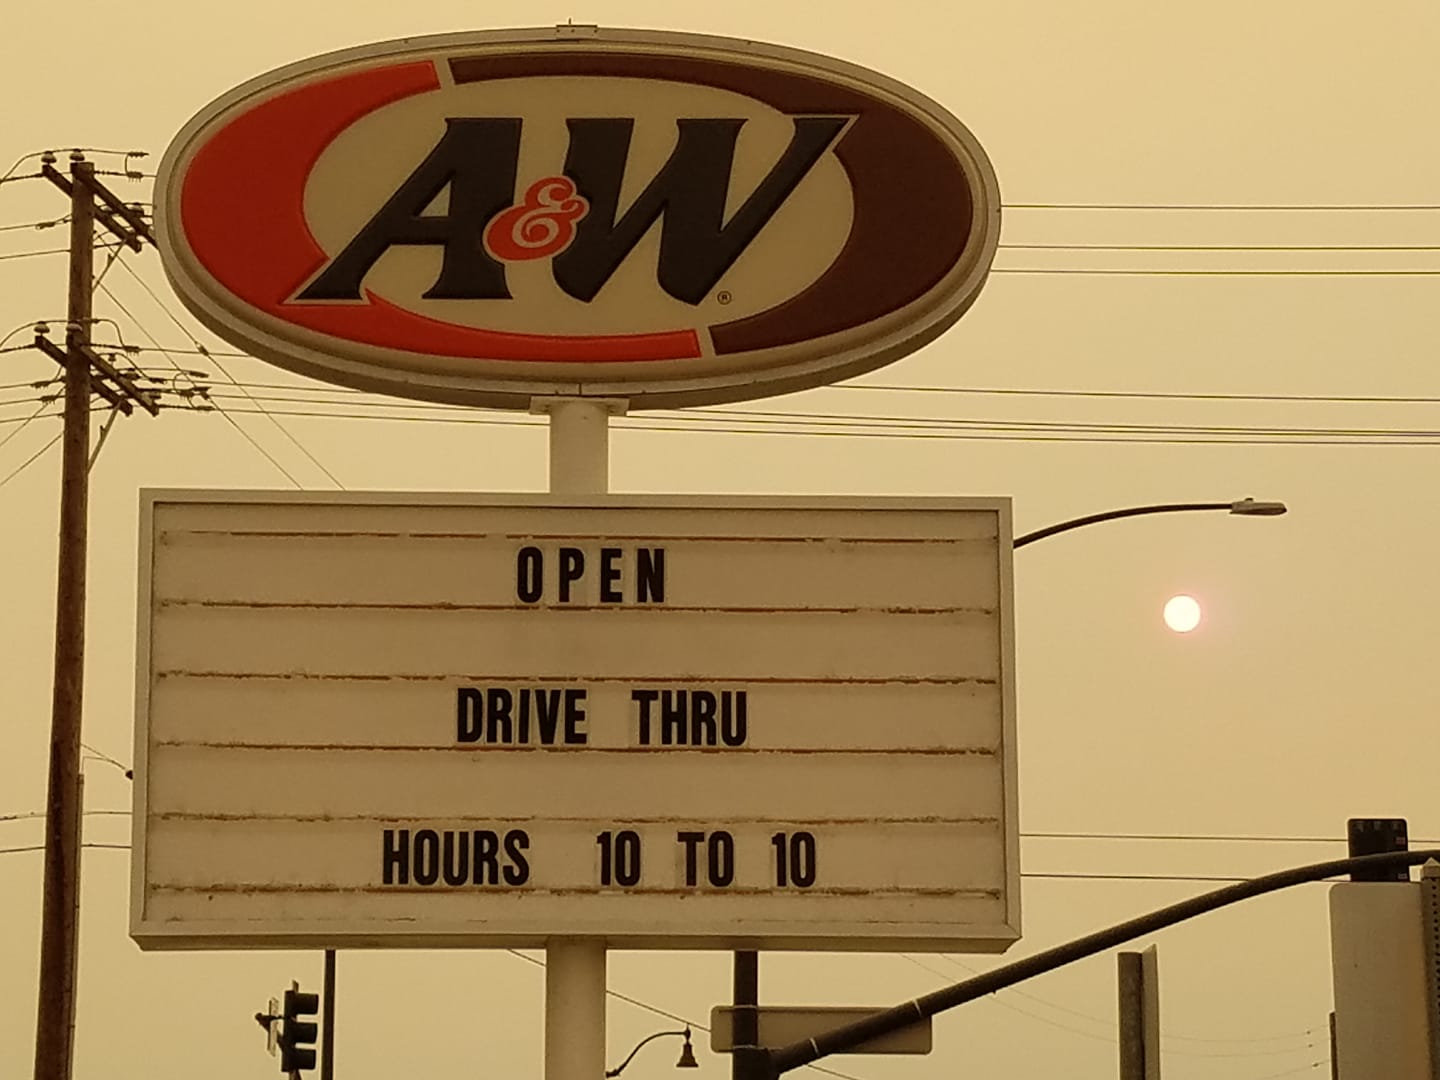 A&W®
OPEN
DRIVE THRU
HOURS 10 TO 10